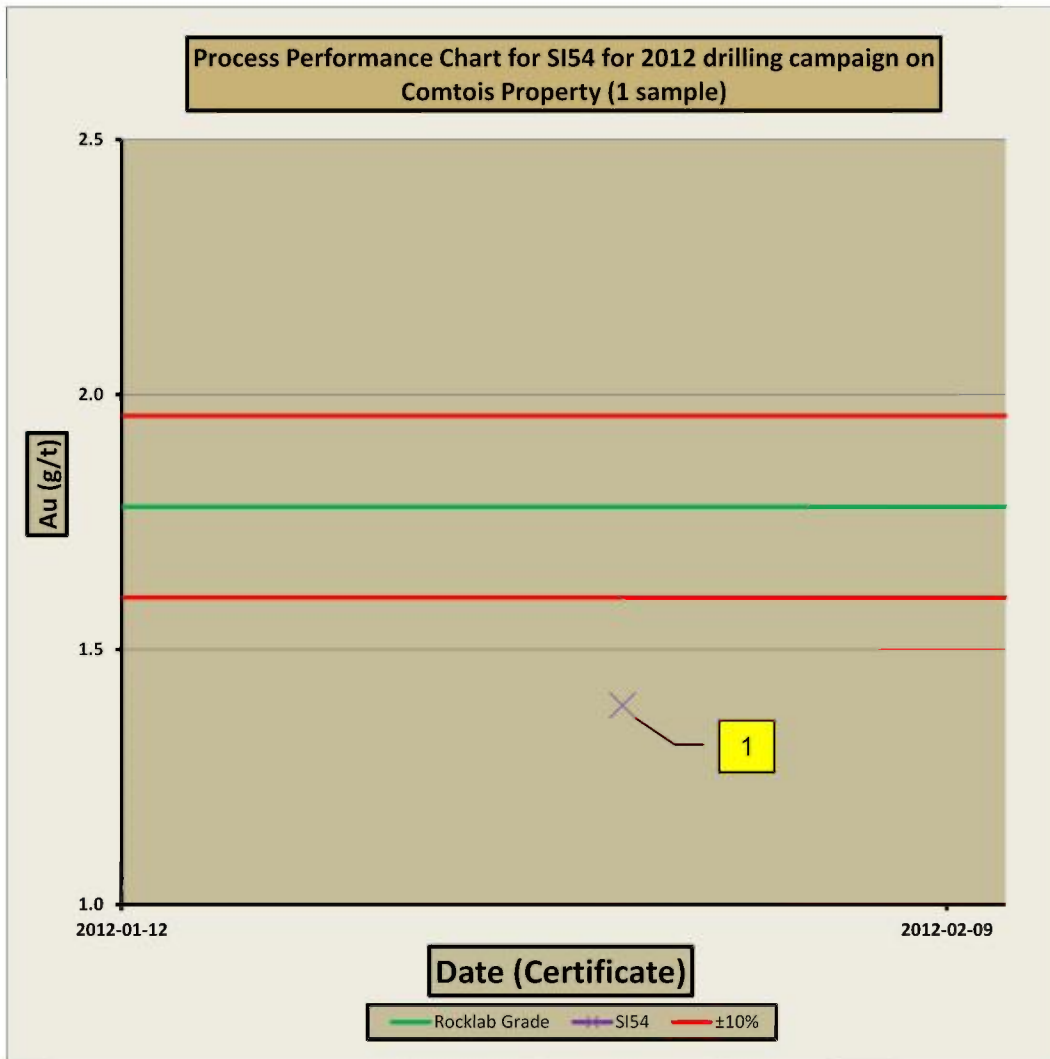 Process Performance Chart for SI54 for 2012 drilling campaign on
Comtois Property (1 sample)
2.5
2.0
Au (g/t)
1.5
1
1.0
2012-01-12
2012-02-09
Date (Certificate)
Rocklab Grade
SI54
±10%